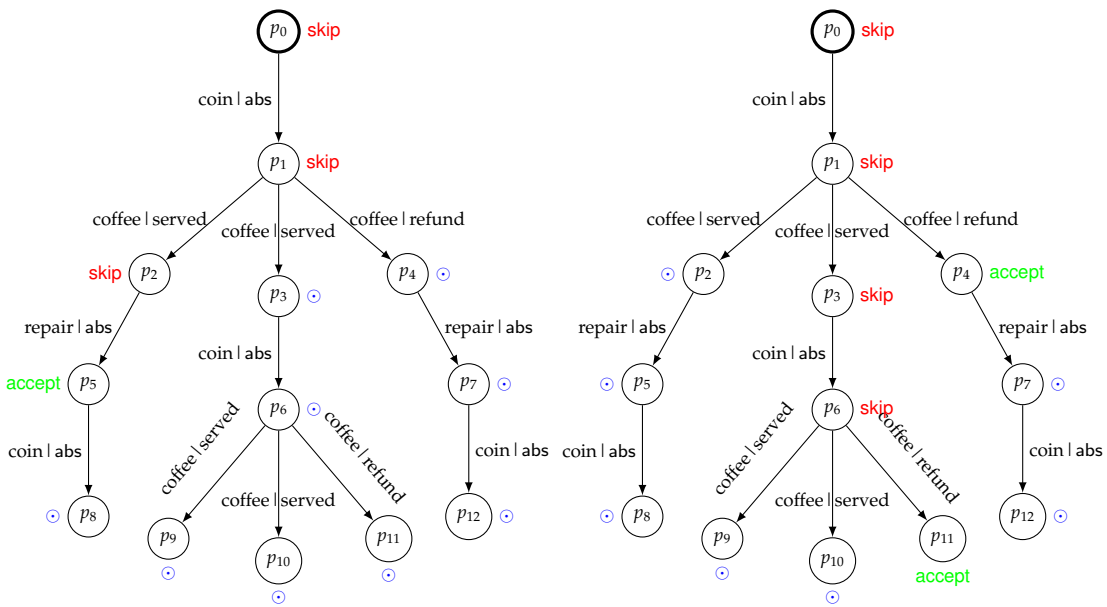 p0 skip p0 skip
coin | abs coin | abs
p1 skip p1 skip
coffee | served coffee | served coffee | refund coffee | served coffee | served coffee | refund
skip p2 p3 ⊙ p4 ⊙ ⊙ p2 p3 skip p4 accept
repair | abs coin | abs repair | abs repair | abs coin | abs repair | abs
accept p5 p6 ⊙ p7 ⊙ ⊙ p5 p6 skip p7 ⊙
coin | abs coffee | served coffee | served coffee | refund coin | abs coin | abs coffee | served coffee | served coffee | refund coin | abs
⊙ p8 p9 p10 p11 p12 ⊙ ⊙ p8 p9 p10 p11 p12 ⊙
⊙ ⊙ ⊙ ⊙ ⊙ accept